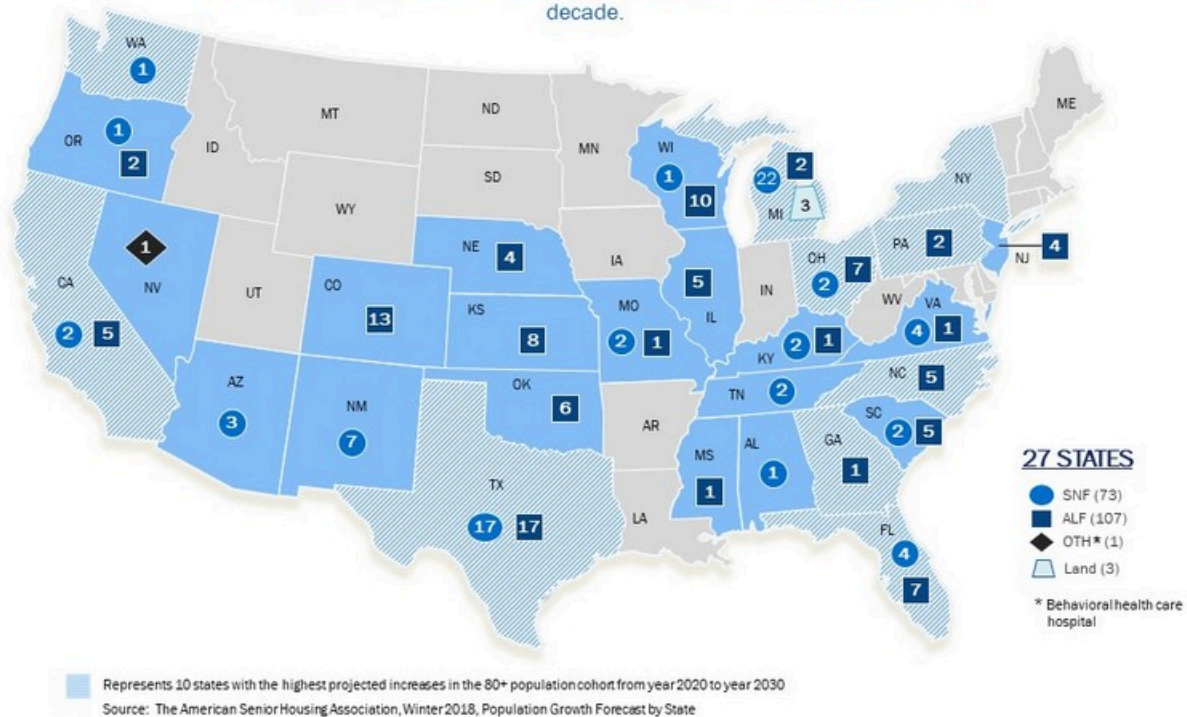 decade.
WA
1
ME
MT
ND
OR
1
2
ID
MN
WI
1
10
22
2
MI
3
NY
SD
WY
PA
2
4
NJ
NE
4
IA
OH
7
2
CA
2
5
1
NV
UT
CO
13
5
IL
IN
WV
VA
4
1
KS
8
MO
2
1
KY
2
1
AZ
3
NM
7
OK
6
AR
TN
2
NC
5
SC
2
5
MS
1
AL
1
GA
1
TX
17
17
LA
FL
4
7
27 STATES
SNF (73)
ALF (107)
OTH* (1)
Land (3)
* Behavioral health care
hospital
Represents 10 states with the highest projected increases in the 80+ population cohort from year 2020 to year 2030
Source: The American Senior Housing Association, Winter 2018, Population Growth Forecast by State